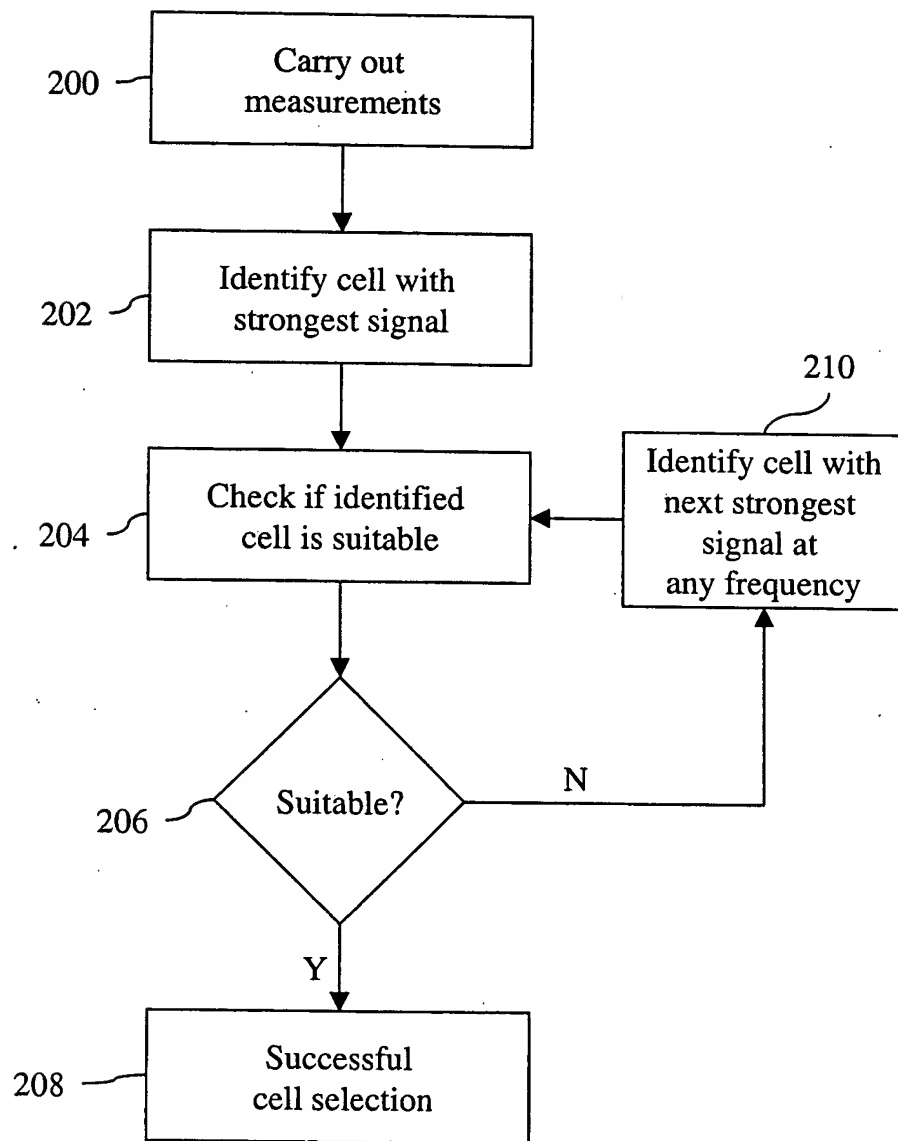 200
Carry out
measurements
202
Identify cell with
strongest signal
210
204
Check if identified
cell is suitable
Identify cell with
next strongest
signal at
any frequency
206
Suitable?
N
Y
208
Successful
cell selection